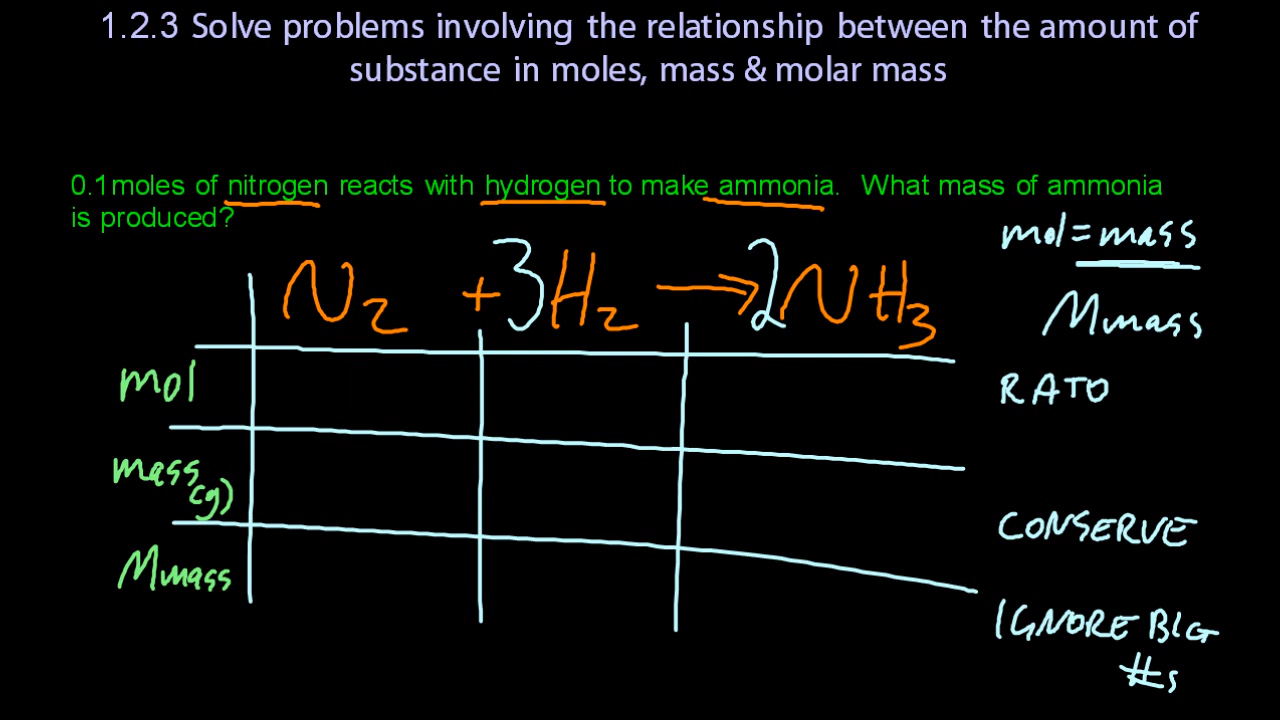 1.2.3 Solve problems involving the relationship between the amount of
substance in moles, mass & molar mass
0.1moles of nitrogen reacts with hydrogen to make ammonia. What mass of ammonia
is produced?
mol = mass
Mmass
N2 + 3H2 → 2NH3
mol
RATO
mass (g)
CONSERVE
Mmass
IGNORE BIG
#s